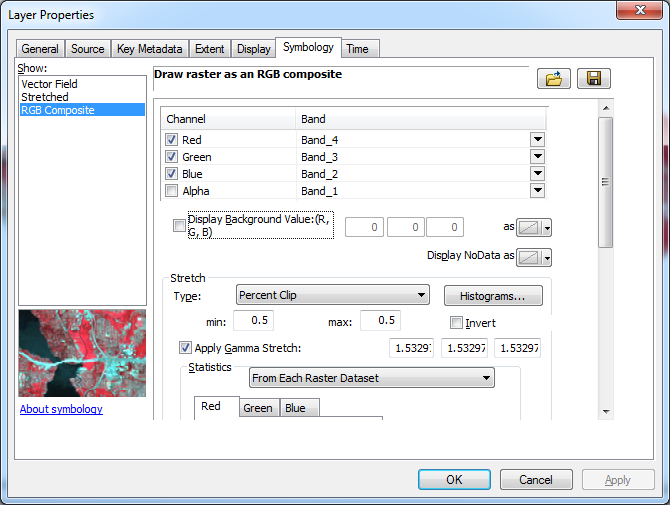 Layer Properties
General Source Key Metadata Extent Display Symbology Time
Show:
Vector Field
Stretched
RGB Composite
About symbology
Draw raster as an RGB composite
Channel Band
Red Band_4
Green Band_3
Blue Band_2
Alpha Band_1
Display Background Value:(R, G, B) 0 0 0 as
Display NoData as
Stretch
Type: Percent Clip Histograms...
min: 0.5 max: 0.5 Invert
Apply Gamma Stretch: 1.53297 1.53297 1.53297
Statistics
From Each Raster Dataset
Red Green Blue
OK Cancel Apply